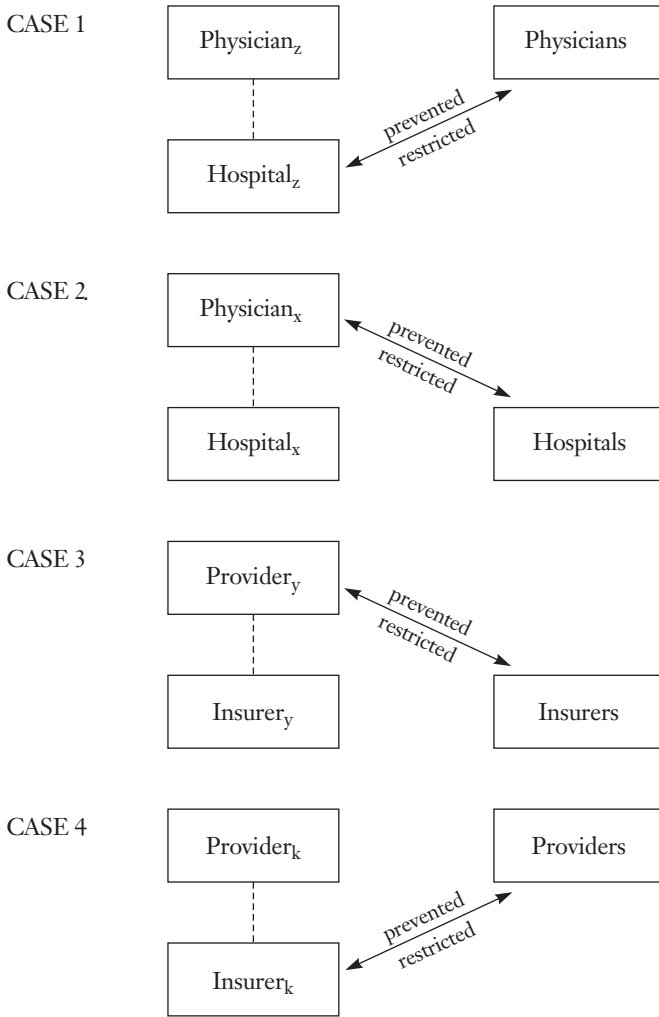 CASE 1
Physician_z
Physicians
prevented
restricted
Hospital_z
CASE 2.
Physician_x
prevented
restricted
Hospital_x
Hospitals
CASE 3
Provider_y
prevented
restricted
Insurer_y
Insurers
CASE 4
Provider_k
Providers
prevented
restricted
Insurer_k